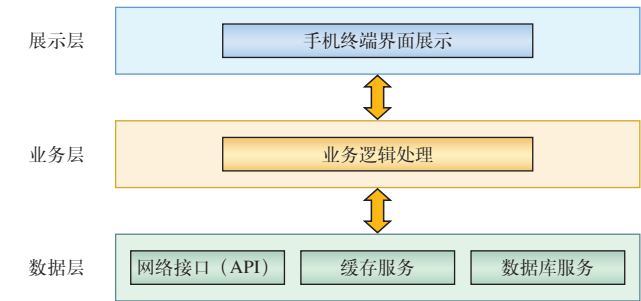 展示层
手机终端界面展示
业务层
业务逻辑处理
数据层
网络接口（API）
缓存服务
数据库服务